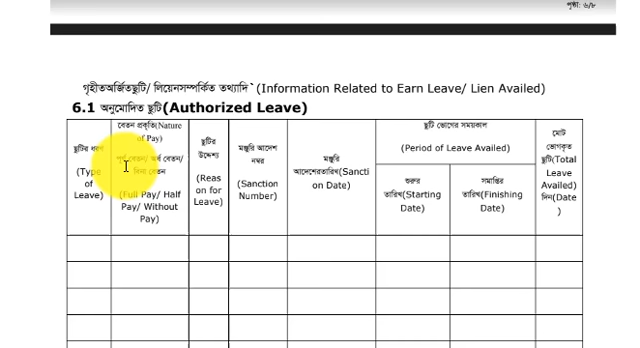 পৃষ্ঠা: ৬/৮
গৃহীতঅর্জিতছুটি/ লিয়েনসম্পর্কিত তথ্যাদি` (Information Related to Earn Leave/ Lien Availed)
6.1 অনুমোদিত ছুটি(Authorized Leave)
ছুটির ধরণ
(Type
of
Leave)
বেতন প্রকৃতি(Nature
of Pay)
পূর্ণ বেতন/ অর্ধ বেতন/
বিনা বেতন
(Full Pay/ Half
Pay/ Without
Pay)
ছুটির
উদ্দেশ্য
(Reas
on for
Leave)
মঞ্জুরি আদেশ
নম্বর
(Sanction
Number)
মঞ্জুরি
আদেশেরতারিখ(Sancti
on Date)
ছুটি ভোগের সময়কাল
(Period of Leave Availed)
শুরুর
তারিখ(Starting
Date)
সমাপ্তির
তারিখ(Finishing
Date)
মোট
ভোগকৃত
ছুটি(Total
Leave
Availed)
দিন(Date
)